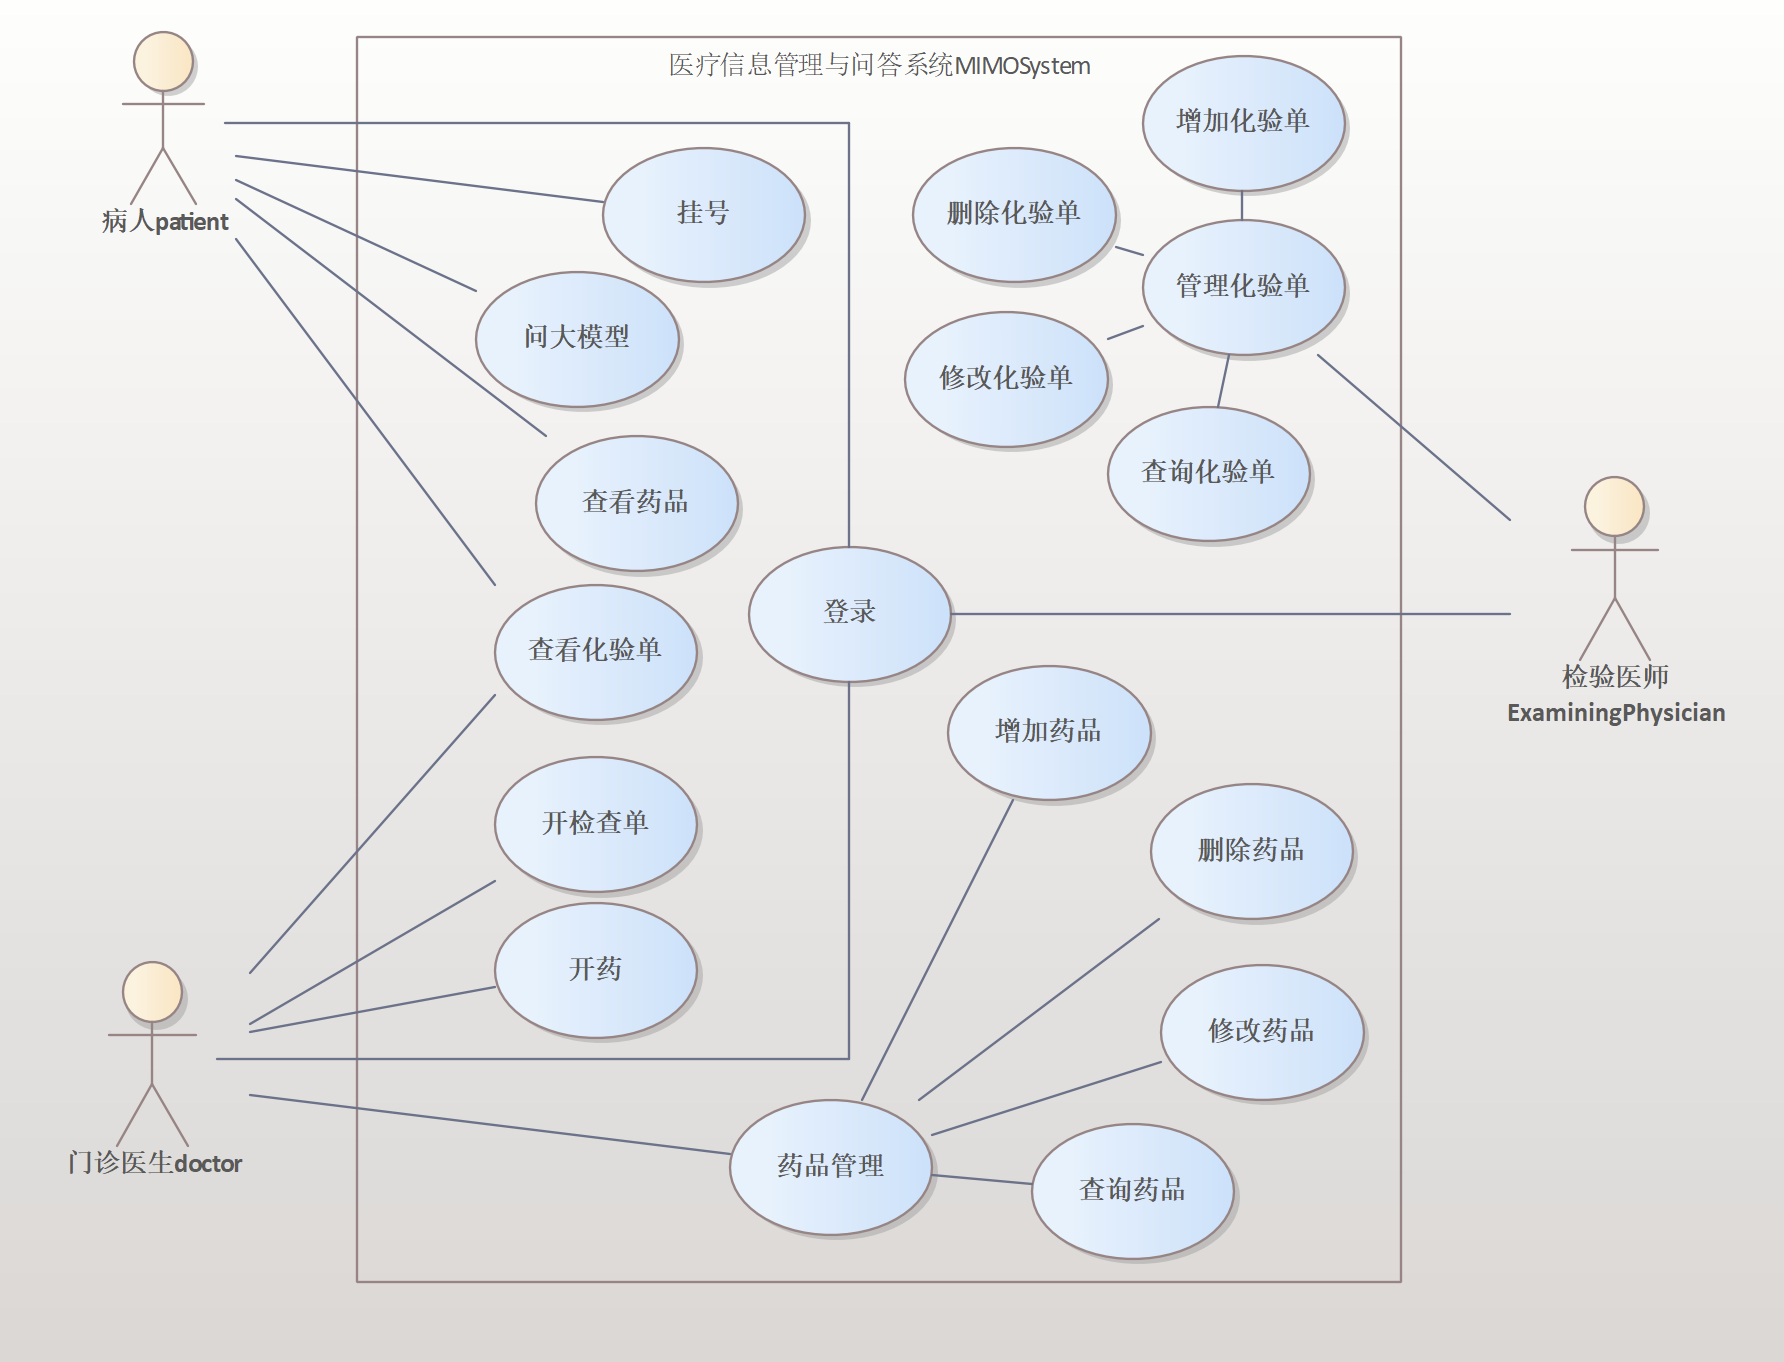 医疗信息管理与问答系统MIMOSystem
增加化验单
挂号
删除化验单
病人patient
管理化验单
问大模型
修改化验单
查询化验单
查看药品
登录
查看化验单
检验医师
ExaminingPhysician
增加药品
开检查单
删除药品
开药
修改药品
门诊医生doctor
药品管理
查询药品